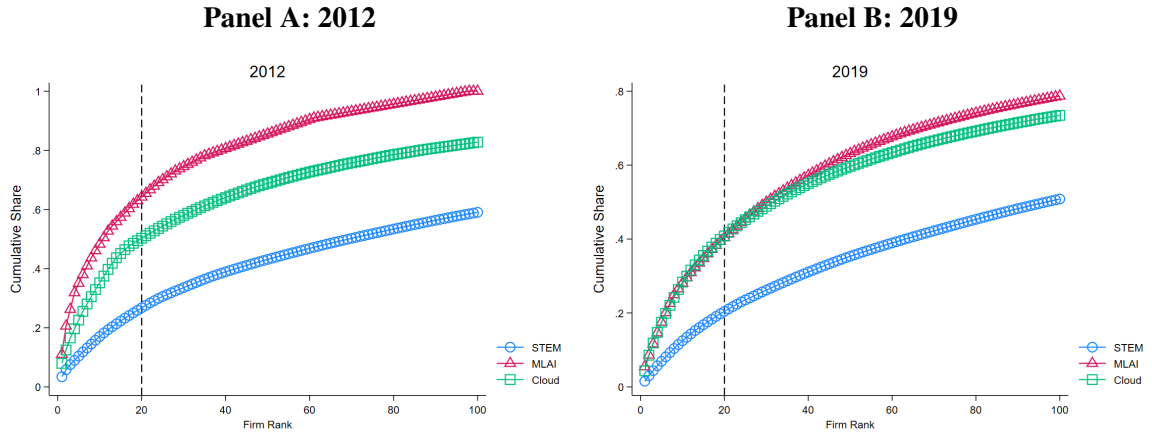 Panel A: 2012
2012
Cumulative Share
1
.8
.6
.4
.2
0
0 20 40 60 80 100
Firm Rank
STEM
MLAI
Cloud
Panel B: 2019
2019
Cumulative Share
.8
.6
.4
.2
0
0 20 40 60 80 100
Firm Rank
STEM
MLAI
Cloud